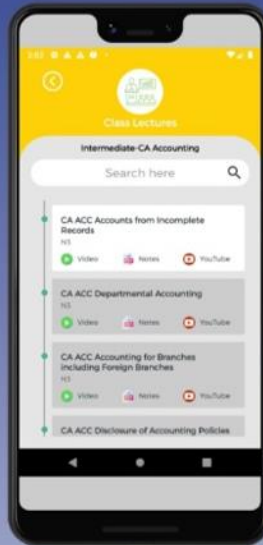 Class Lectures
Intermediate-CA Accounting
Search here
CA ACC Accounts from Incomplete
Records
Video Notes YouTube
CA ACC Departmental Accounting
Video Notes YouTube
CA ACC Accounting for Branches
including Foreign Branches
Video Notes YouTube
CA ACC Disclosure of Accounting Policies